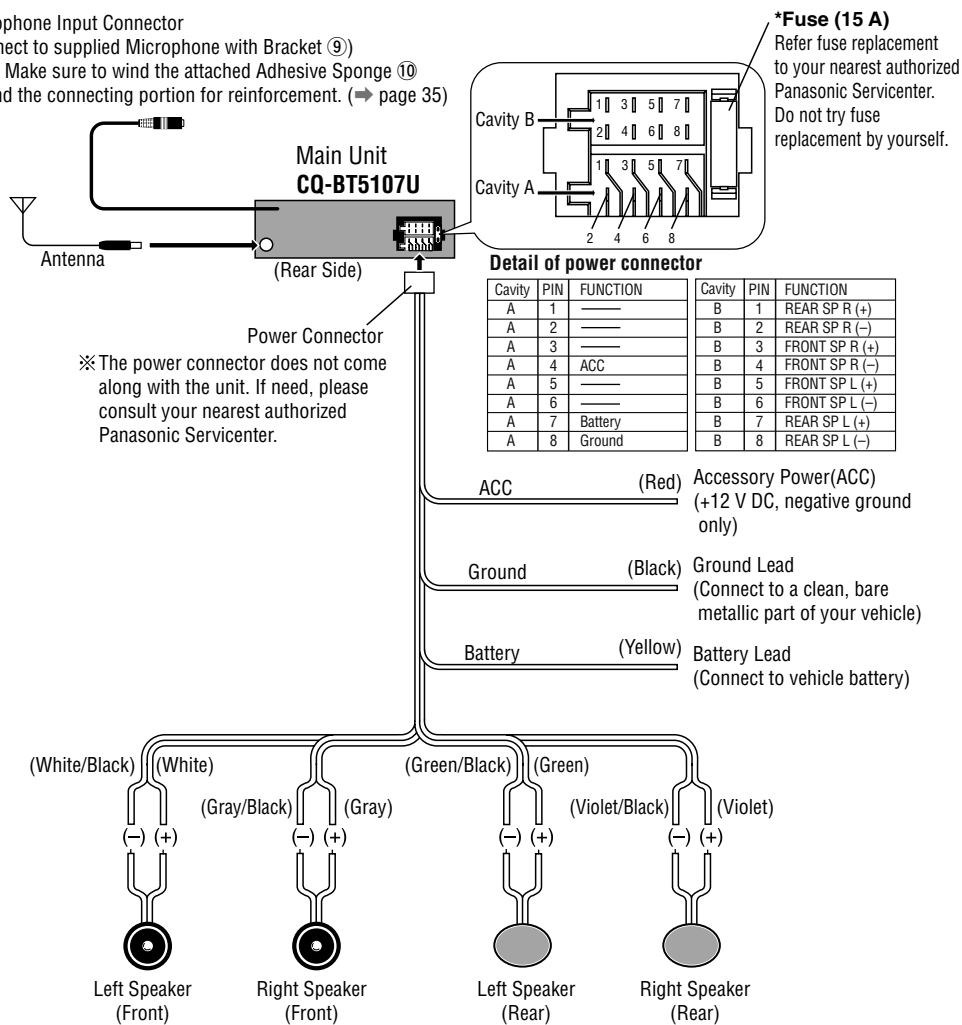 ophone Input Connector
nect to supplied Microphone with Bracket ⑨)
Make sure to wind the attached Adhesive Sponge ⑩
nd the connecting portion for reinforcement. (➡ page 35)
*Fuse (15 A)
Refer fuse replacement
to your nearest authorized
Panasonic Servicenter.
Do not try fuse
replacement by yourself.
Cavity B
1 3 5 7
2 4 6 8
Cavity A
1 3 5 7
2 4 6 8
Main Unit
CQ-BT5107U
Antenna
(Rear Side)
Power Connector
※The power connector does not come
along with the unit. If need, please
consult your nearest authorized
Panasonic Servicenter.
Detail of power connector
Cavity PIN FUNCTION Cavity PIN FUNCTION
A 1 —— B 1 REAR SP R (+)
A 2 —— B 2 REAR SP R (–)
A 3 —— B 3 FRONT SP R (+)
A 4 ACC B 4 FRONT SP R (–)
A 5 —— B 5 FRONT SP L (+)
A 6 —— B 6 FRONT SP L (–)
A 7 Battery B 7 REAR SP L (+)
A 8 Ground B 8 REAR SP L (–)
ACC (Red) Accessory Power(ACC)
(+12 V DC, negative ground
only)
Ground (Black) Ground Lead
(Connect to a clean, bare
metallic part of your vehicle)
Battery (Yellow) Battery Lead
(Connect to vehicle battery)
(White/Black) (White) (Green/Black) (Green)
(Gray/Black) (Gray) (Violet/Black) (Violet)
(–) (+) (–) (+) (–) (+) (–) (+)
Left Speaker Right Speaker Left Speaker Right Speaker
(Front) (Front) (Rear) (Rear)